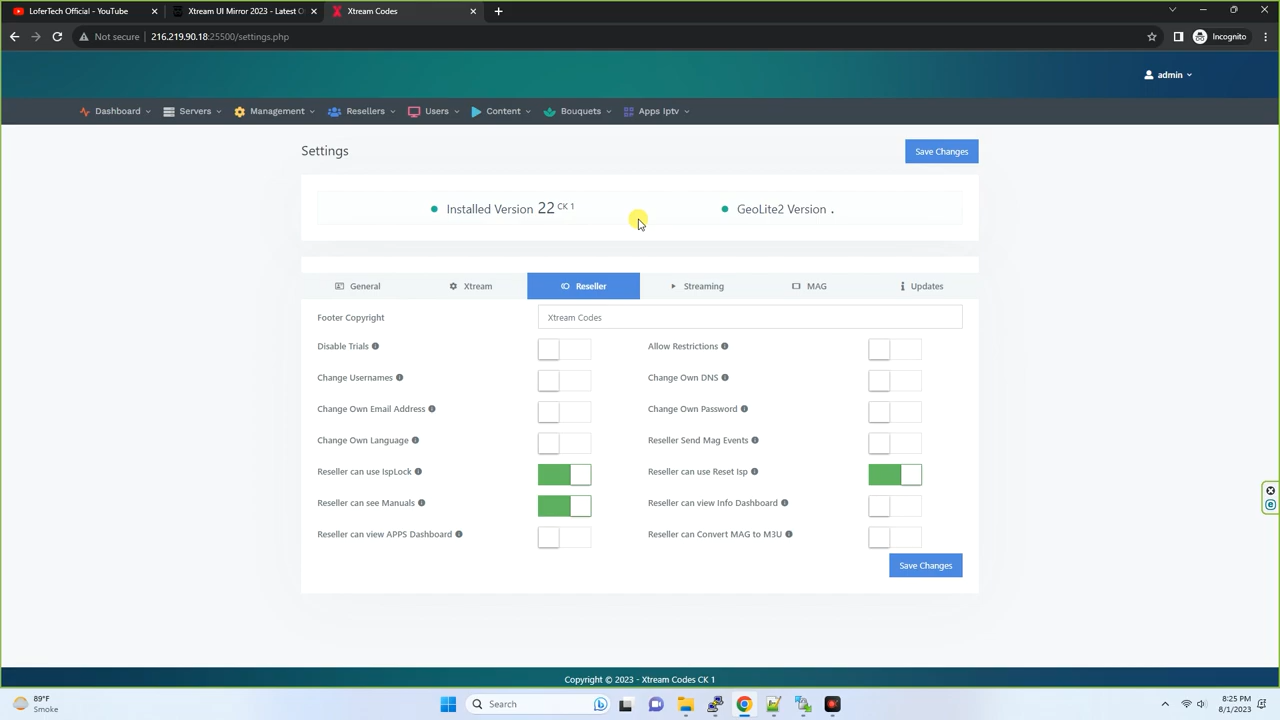 LoferTech Official - YouTube
Xtream UI Mirror 2023 - Latest O
Xtream Codes
Not secure
216.219.90.18:25500/settings.php
Incognito
admin
Dashboard
Servers
Management
Resellers
Users
Content
Bouquets
Apps Iptv
Settings
Save Changes
Installed Version 22 CK 1
GeoLite2 Version .
General
Xtream
Reseller
Streaming
MAG
Updates
Footer Copyright
Xtream Codes
Disable Trials
Allow Restrictions
Change Usernames
Change Own DNS
Change Own Email Address
Change Own Password
Change Own Language
Reseller Send Mag Events
Reseller can use IspLock
Reseller can use Reset Isp
Reseller can see Manuals
Reseller can view Info Dashboard
Reseller can view APPS Dashboard
Reseller can Convert MAG to M3U
Save Changes
Copyright © 2023 - Xtream Codes CK 1
89°F
Smoke
Search
8:25 PM
8/1/2023